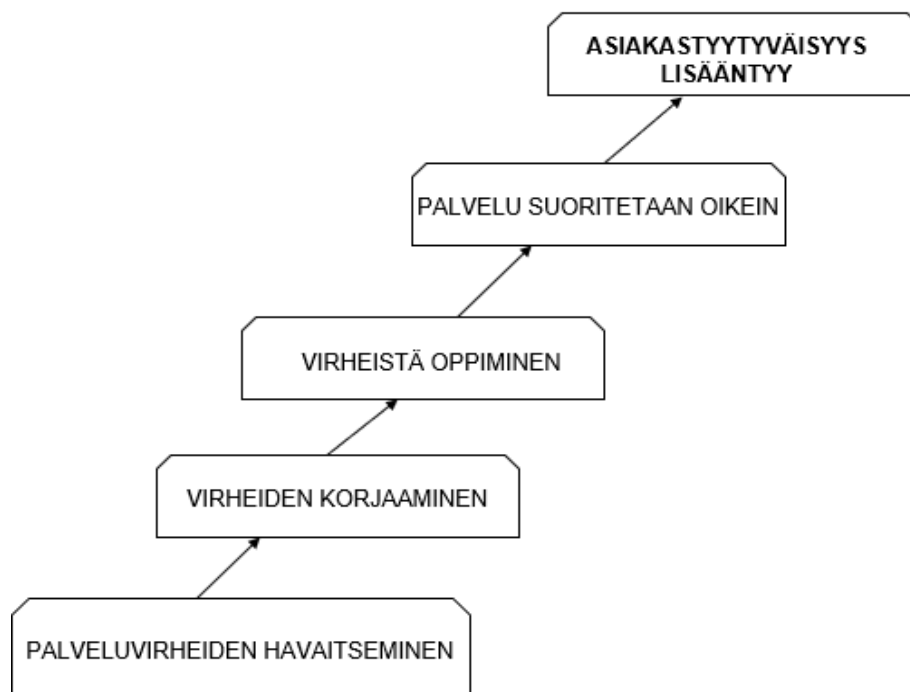 ASIAKASTYYTYVÄISYYS
LISÄÄNTYY
PALVELU SUORITETAAN OIKEIN
VIRHEISTÄ OPPIMINEN
VIRHEIDEN KORJAAMINEN
PALVELUVIRHEIDEN HAVAITSEMINEN